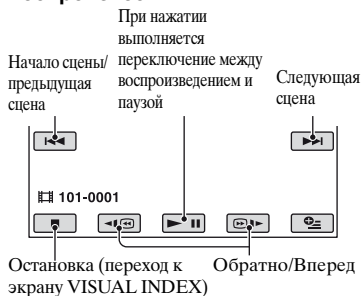 При нажатии
выполняется
переключение между
воспроизведением и
паузой
Начало сцены/
предыдущая
сцена
Следующая
сцена
101-0001
Остановка (переход к
экрану VISUAL INDEX)
Обратно/Вперед